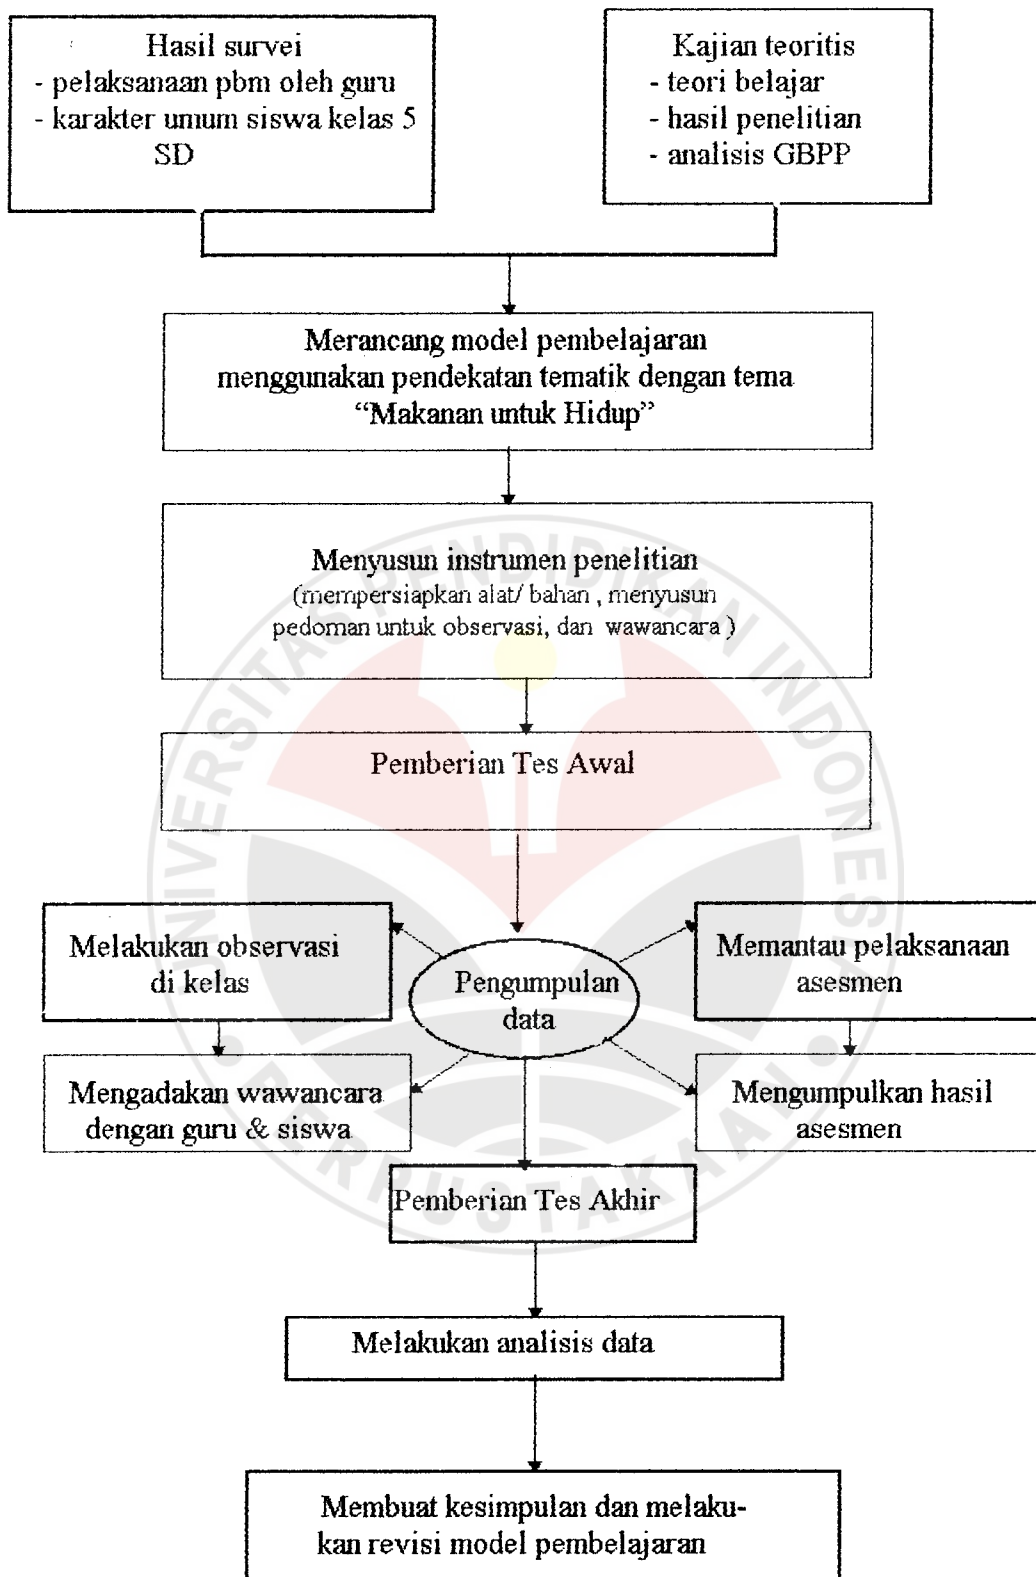 Hasil survei
- pelaksanaan pbm oleh guru
- karakter umum siswa kelas 5
SD
Kajian teoritis
- teori belajar
- hasil penelitian
- analisis GBPP
Merancang model pembelajaran
menggunakan pendekatan tematik dengan tema
“Makanan untuk Hidup”
Menyusun instrumen penelitian
(mempersiapkan alat/ bahan , menyusun
pedoman untuk observasi, dan wawancara )
Pemberian Tes Awal
Melakukan observasi
di kelas
Pengumpulan
data
Memantau pelaksanaan
asesmen
Mengadakan wawancara
dengan guru & siswa
Mengumpulkan hasil
asesmen
Pemberian Tes Akhir
Melakukan analisis data
Membuat kesimpulan dan melaku-
kan revisi model pembelajaran
UNIVERSITAS PENDIDIKAN INDONESIA
PERPUSTAKAAN